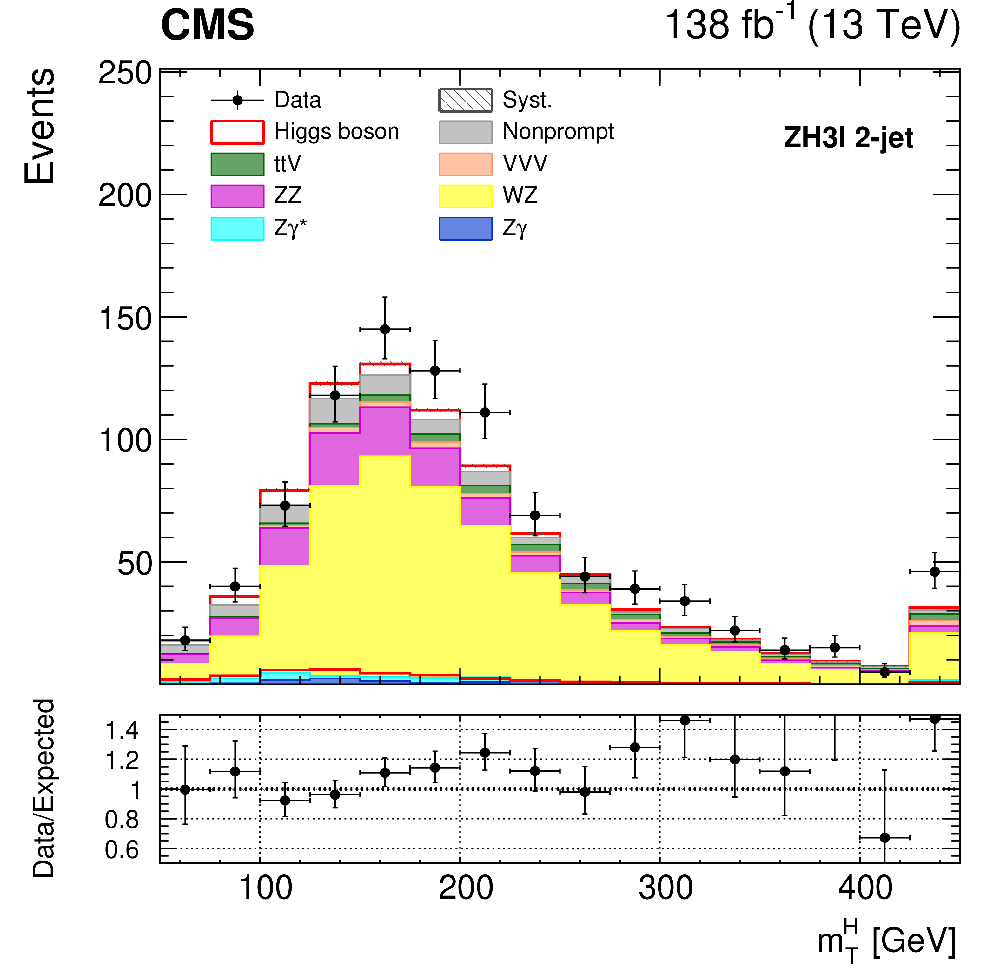 CMS 138 fb-1 (13 TeV)
Events
250
200
150
100
50
Data Syst.
Higgs boson Nonprompt
ttV VVV
ZZ WZ
Zγ* Zγ
ZH3l 2-jet
Data/Expected
1.4
1.2
1
0.8
0.6
100 200 300 400
m_T^H [GeV]